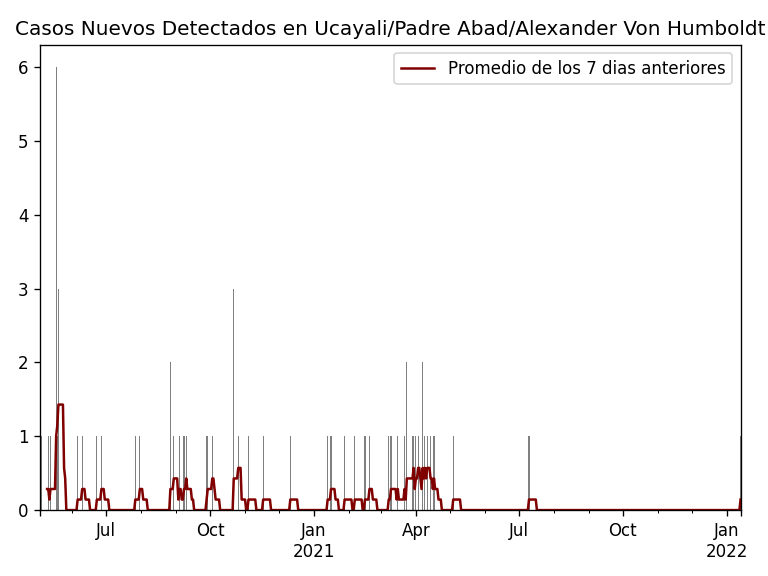 Casos Nuevos Detectados en Ucayali/Padre Abad/Alexander Von Humboldt
Promedio de los 7 dias anteriores
6
5
4
3
2
1
0
Jul Oct Jan Apr Jul Oct Jan
2021 2022